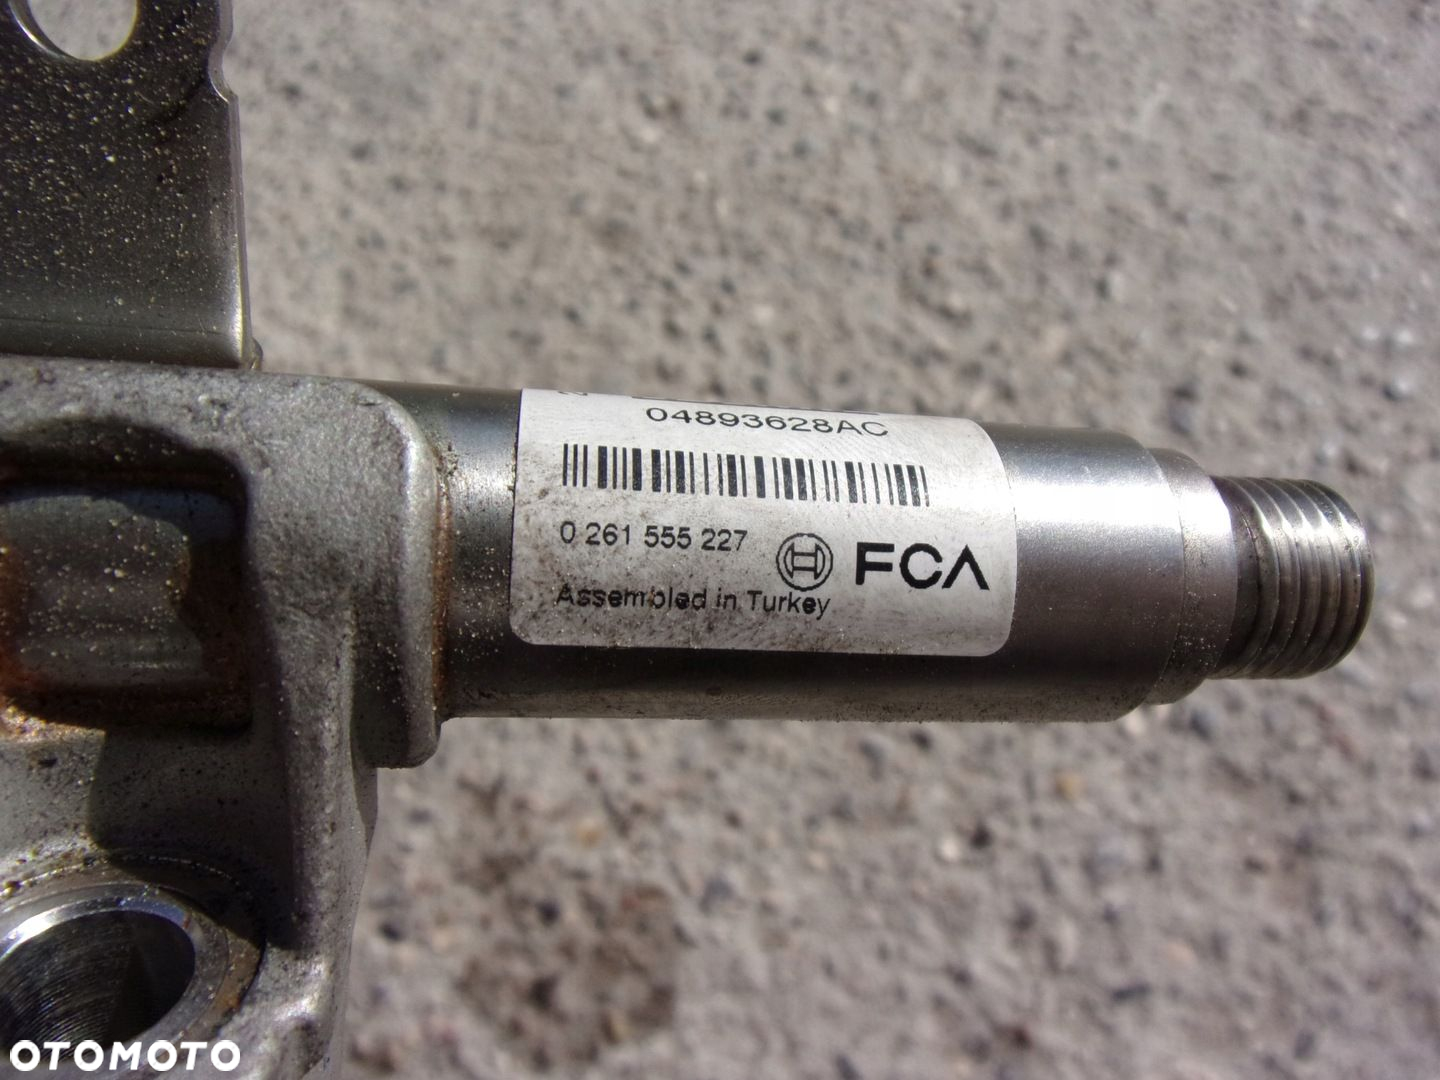 04893628AC
0 261 555 227
FCA
Assembled in Turkey
OTOMOTO